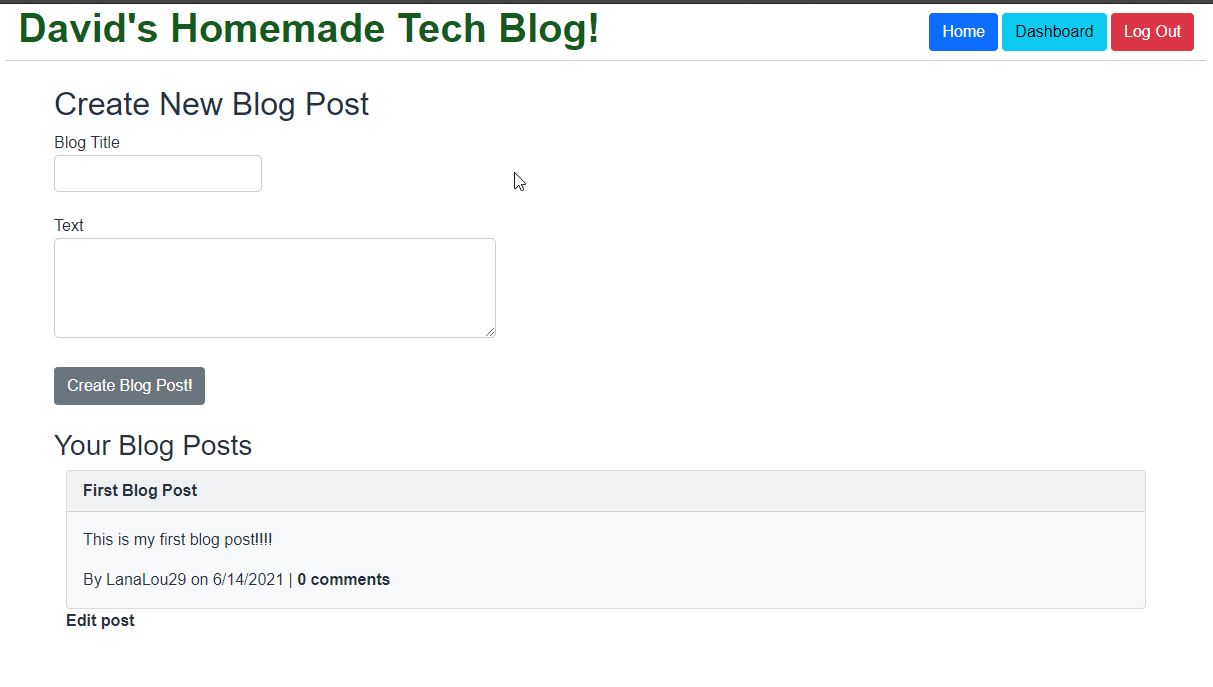 David's Homemade Tech Blog!
Home Dashboard Log Out
Create New Blog Post
Blog Title
Text
Create Blog Post!
Your Blog Posts
First Blog Post
This is my first blog post!!!!
By LanaLou29 on 6/14/2021 | 0 comments
Edit post